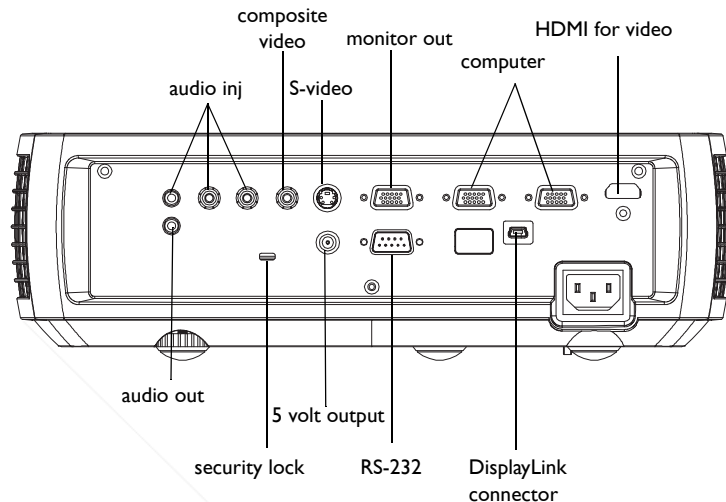 composite
video
monitor out
HDMI for video
computer
audio inj
S-video
audio out
5 volt output
security lock
RS-232
DisplayLink
connector